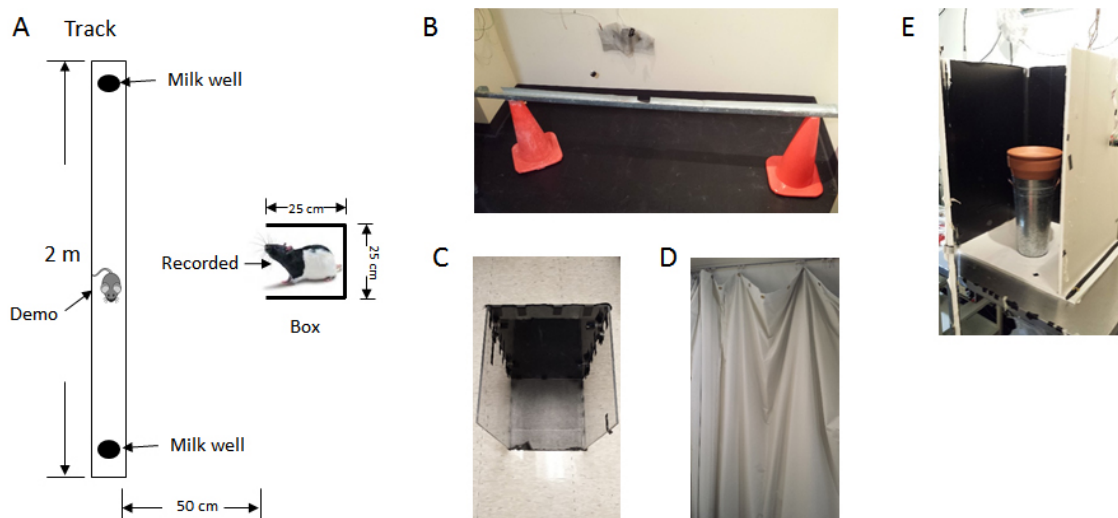 A
Track
Milk well
2 m
Demo
Milk well
50 cm
25 cm
25 cm
Recorded
Box
B
C
D
E